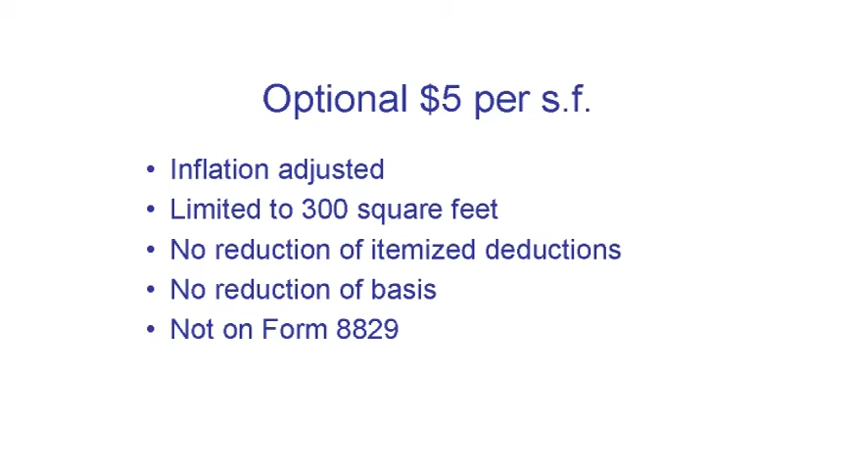 Optional $5 per s.f.
• Inflation adjusted
• Limited to 300 square feet
• No reduction of itemized deductions
• No reduction of basis
• Not on Form 8829